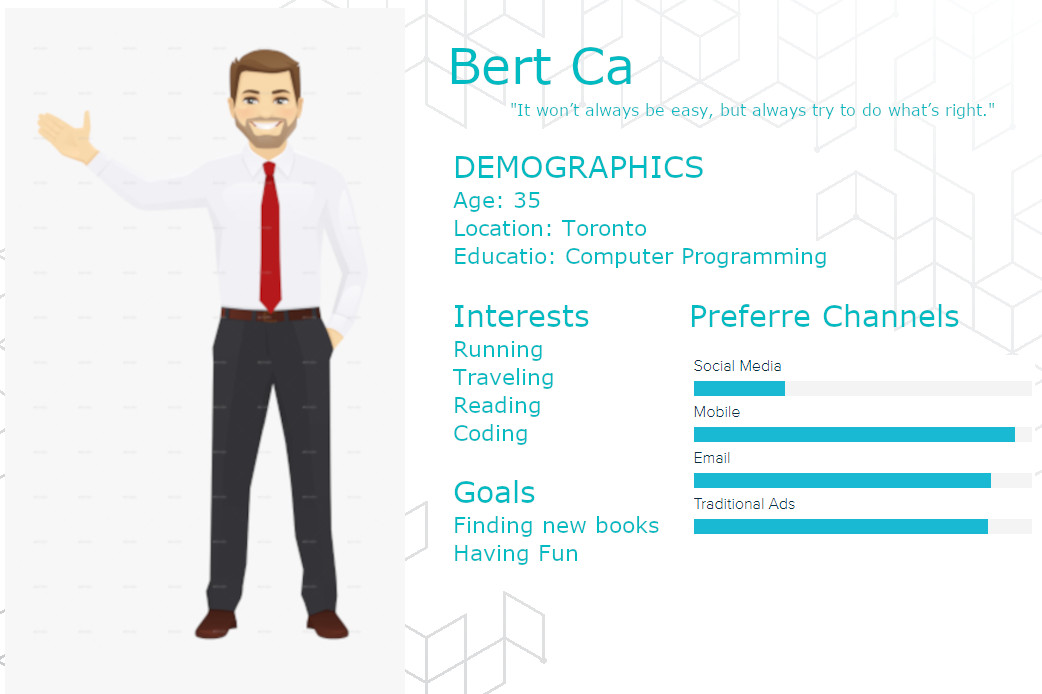 Bert Ca
"It won’t always be easy, but always try to do what’s right."
DEMOGRAPHICS
Age: 35
Location: Toronto
Educatio: Computer Programming
Interests
Running
Traveling
Reading
Coding
Goals
Finding new books
Having Fun
Preferre Channels
Social Media
Mobile
Email
Traditional Ads